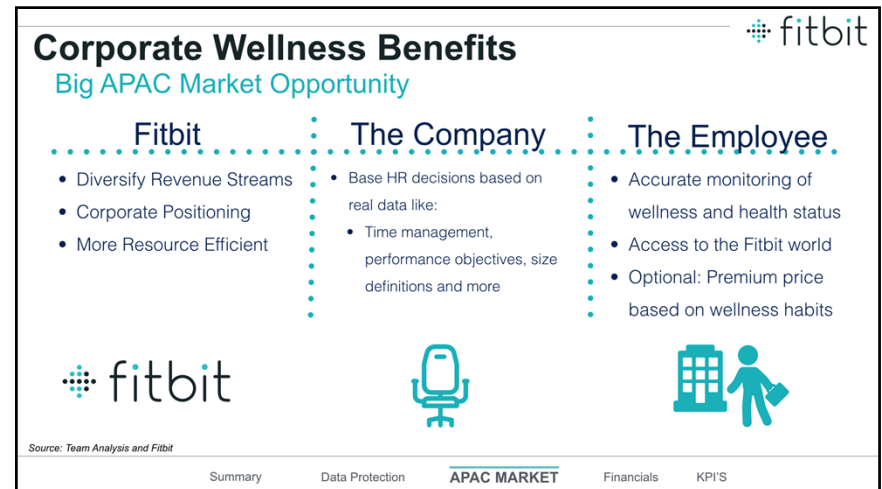 fitbit
Corporate Wellness Benefits
Big APAC Market Opportunity
Fitbit
• Diversify Revenue Streams
• Corporate Positioning
• More Resource Efficient
The Company
• Base HR decisions based on
real data like:
• Time management,
performance objectives, size
definitions and more
The Employee
• Accurate monitoring of
wellness and health status
• Access to the Fitbit world
• Optional: Premium price
based on wellness habits
fitbit
Source: Team Analysis and Fitbit
Summary
Data Protection
APAC MARKET
Financials
KPI'S